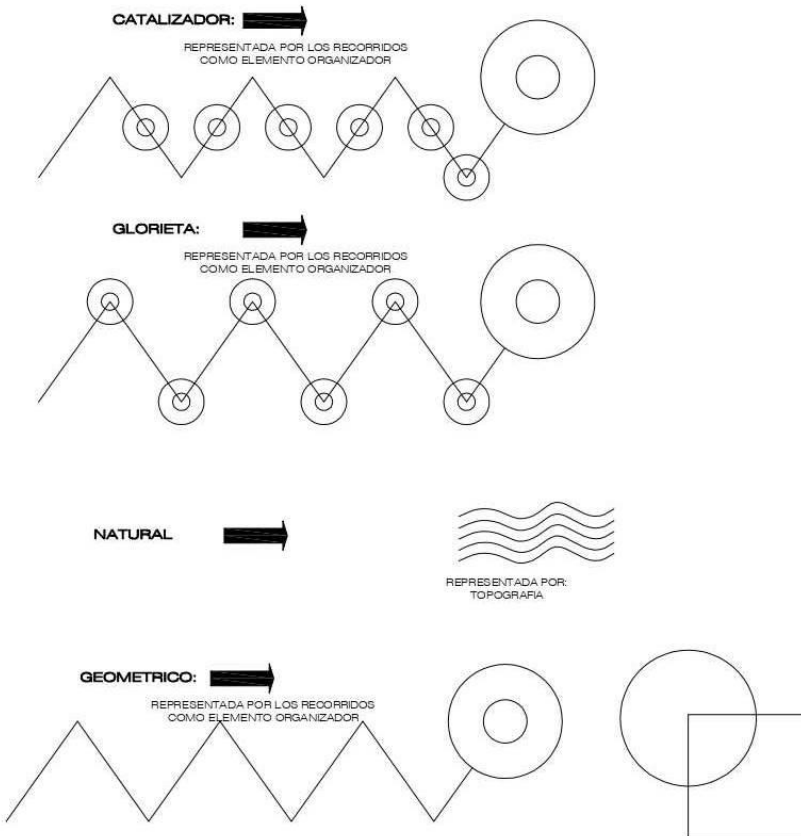 CATALIZADOR:
REPRESENTADA POR LOS RECORRIDOS
COMO ELEMENTO ORGANIZADOR
GLORIETA:
REPRESENTADA POR LOS RECORRIDOS
COMO ELEMENTO ORGANIZADOR
NATURAL
REPRESENTADA POR:
TOPOGRAFIA
GEOMETRICO:
REPRESENTADA POR LOS RECORRIDOS
COMO ELEMENTO ORGANIZADOR